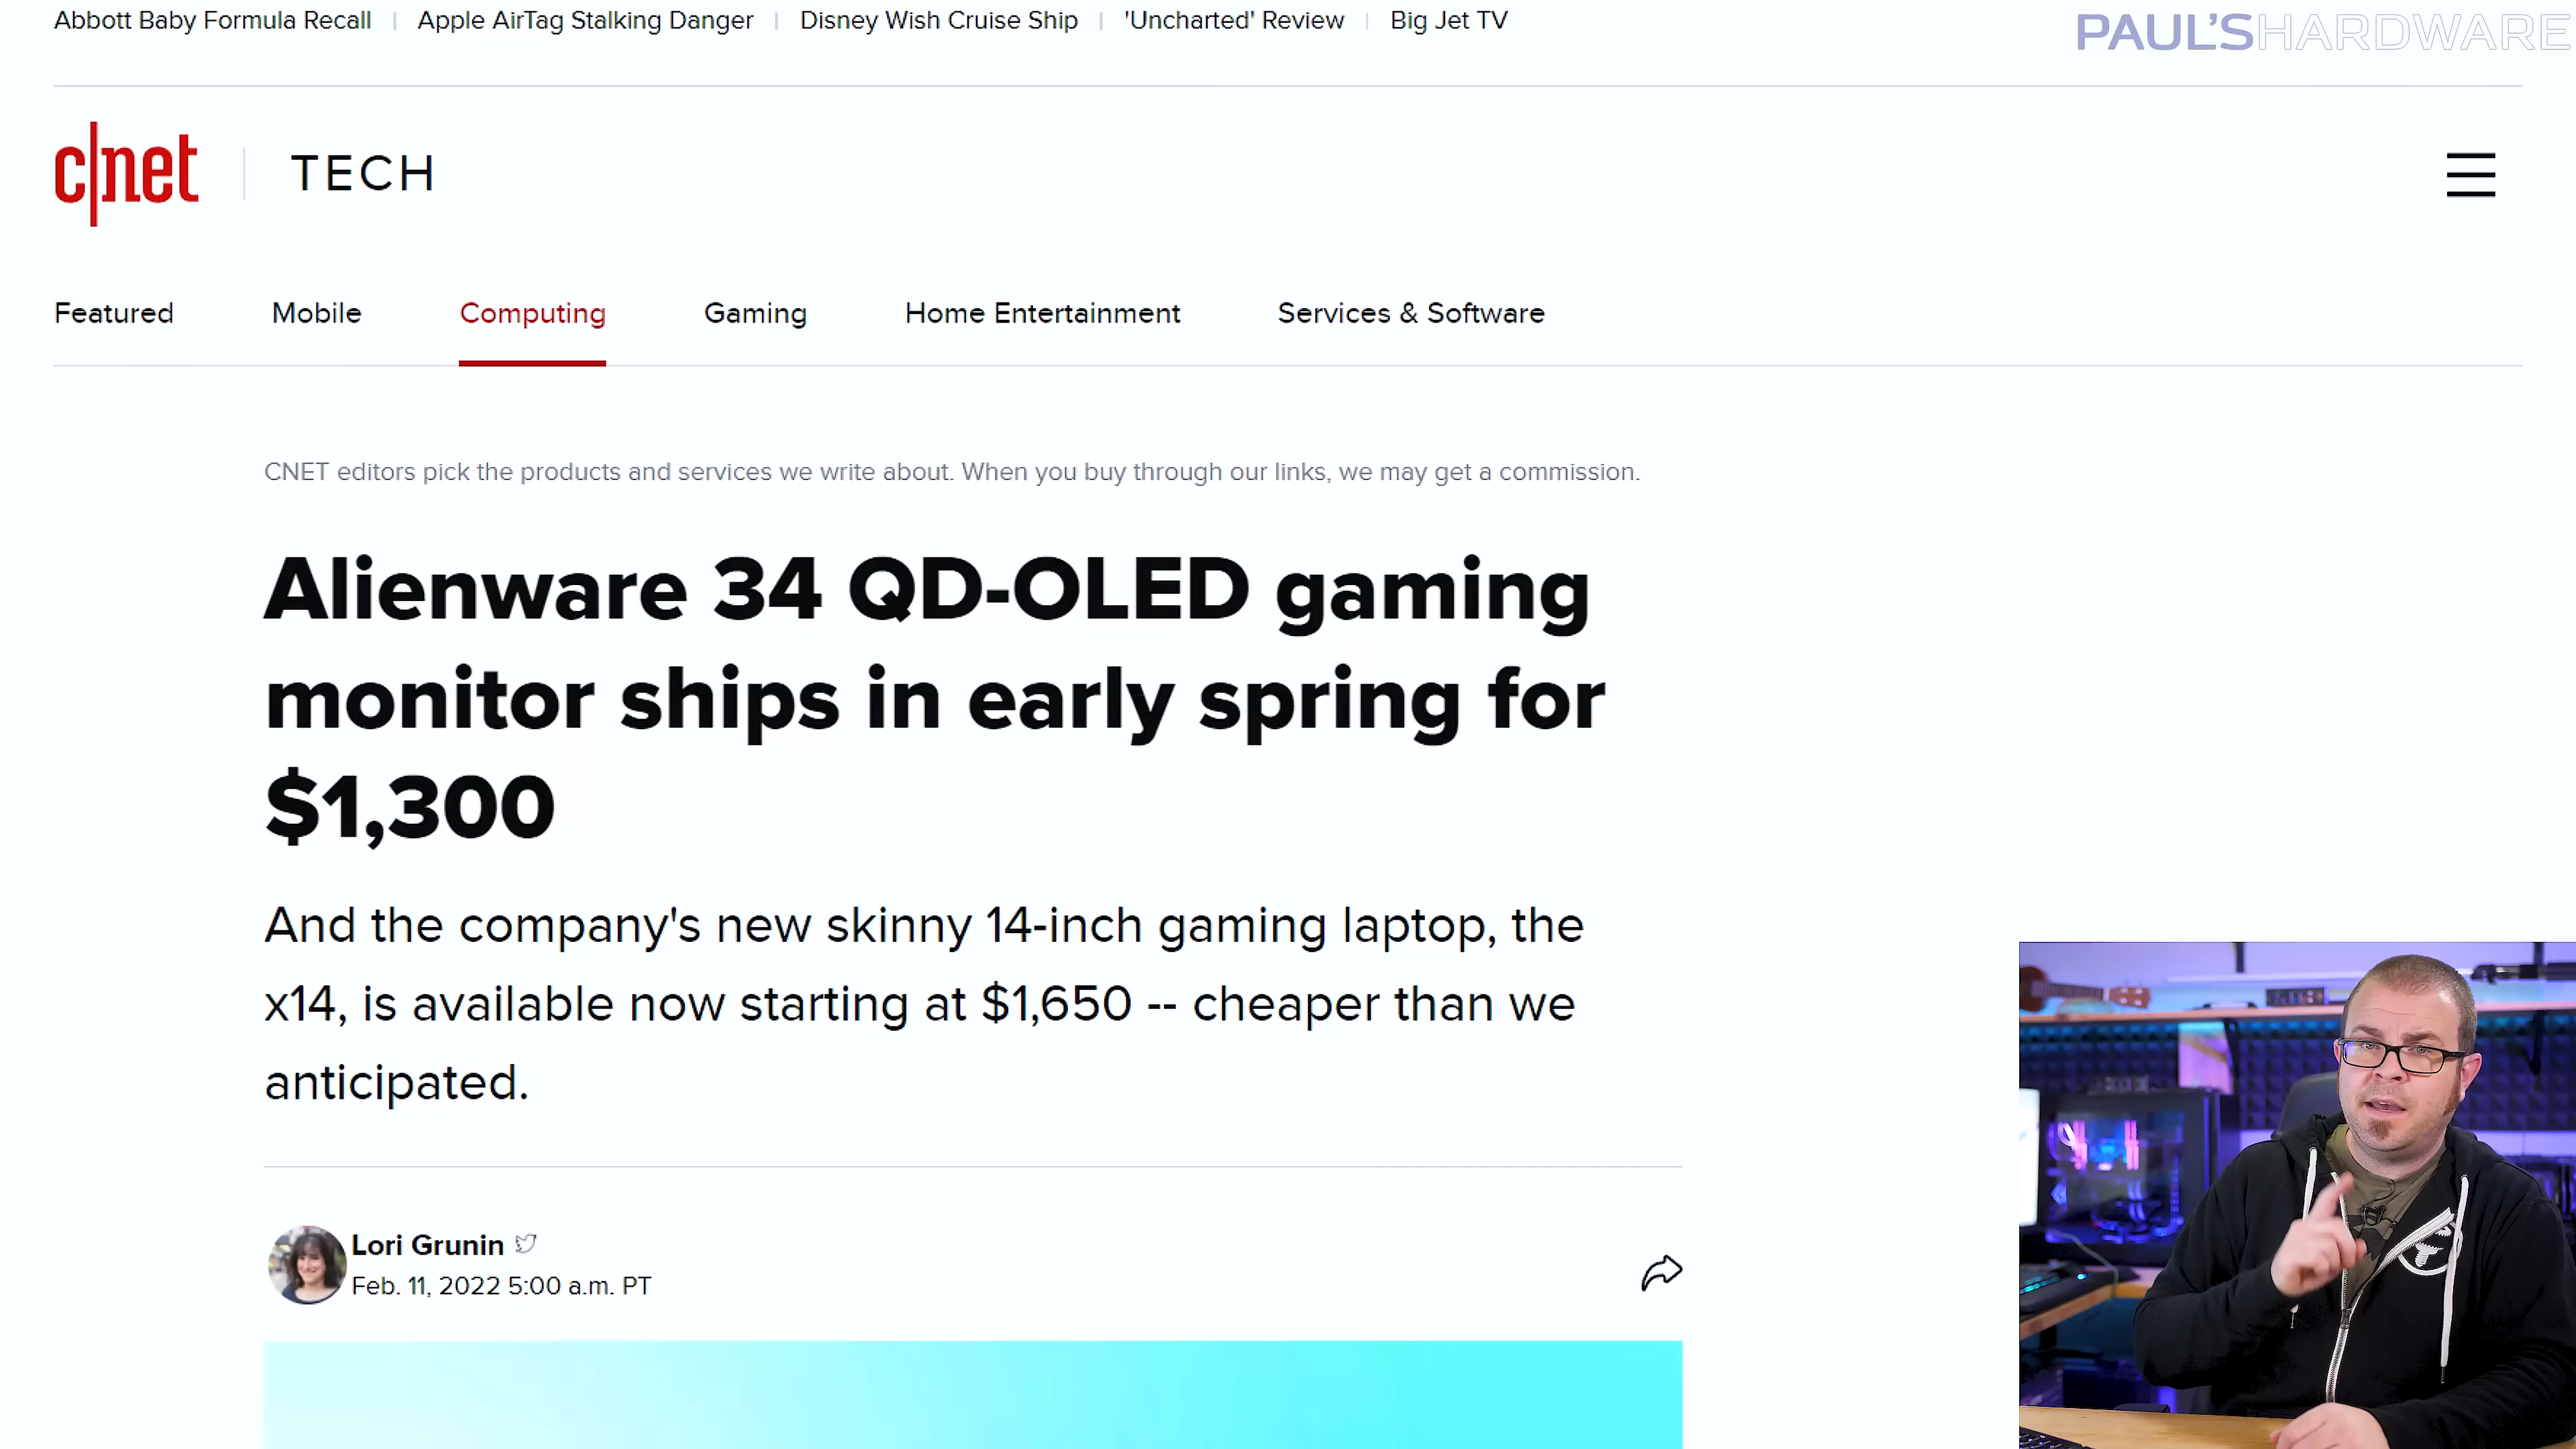 Abbott Baby Formula Recall | Apple AirTag Stalking Danger | Disney Wish Cruise Ship | 'Uncharted' Review | Big Jet TV
PAUL'SHARDWARE
c|net | TECH
Featured Mobile Computing Gaming Home Entertainment Services & Software
CNET editors pick the products and services we write about. When you buy through our links, we may get a commission.
Alienware 34 QD-OLED gaming
monitor ships in early spring for
$1,300
And the company's new skinny 14-inch gaming laptop, the
x14, is available now starting at $1,650 -- cheaper than we
anticipated.
Lori Grunin
Feb. 11, 2022 5:00 a.m. PT